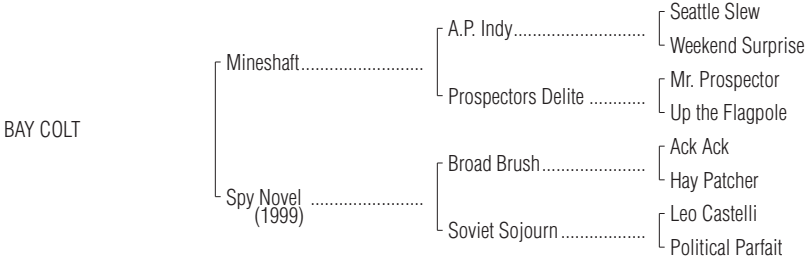 Seattle Slew
A.P. Indy..............................
Weekend Surprise
Mineshaft...........................
Mr. Prospector
Prospectors Delite .............
Up the Flagpole
BAY COLT
Ack Ack
Broad Brush.......................
Hay Patcher
Spy Novel .........................
(1999)
Leo Castelli
Soviet Sojourn...................
Political Parfait